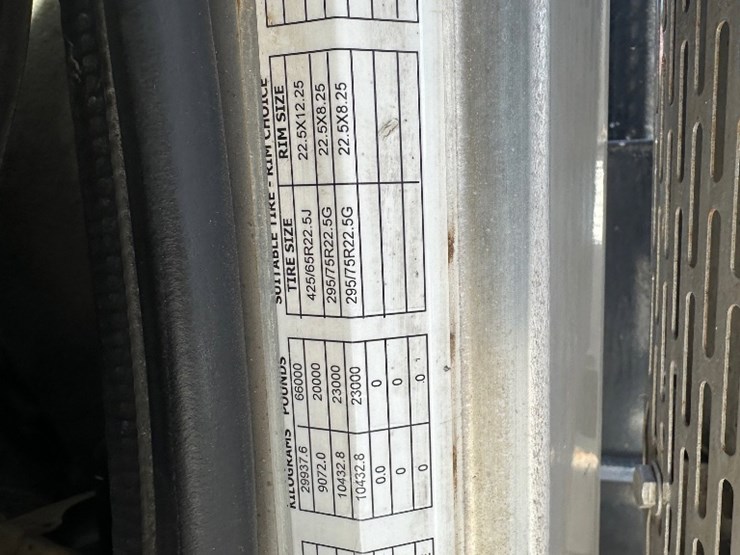 SUITABLE TIRE - RIM CHOICE
KILOGRAMS POUNDS
29937.6 66000
9072.0 20000
10432.8 23000
10432.8 23000
0.0 0
0 0
0 0
TIRE SIZE RIM SIZE
425/65R22.5J 22.5X12.25
295/75R22.5G 22.5X8.25
295/75R22.5G 22.5X8.25